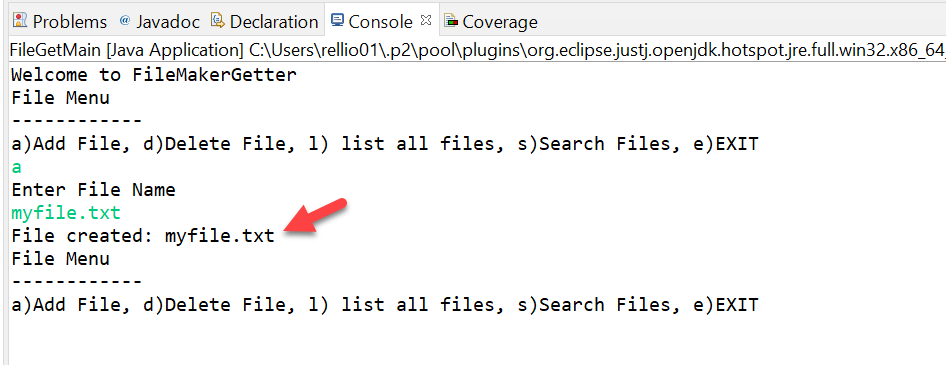 Problems @ Javadoc Declaration Console Coverage
FileGetMain [Java Application] C:\Users\rellio01\.p2\pool\plugins\org.eclipse.justj.openjdk.hotspot.jre.full.win32.x86_64_
Welcome to FileMakerGetter
File Menu
------------
a)Add File, d)Delete File, l) list all files, s)Search Files, e)EXIT
a
Enter File Name
myfile.txt
File created: myfile.txt
File Menu
------------
a)Add File, d)Delete File, l) list all files, s)Search Files, e)EXIT